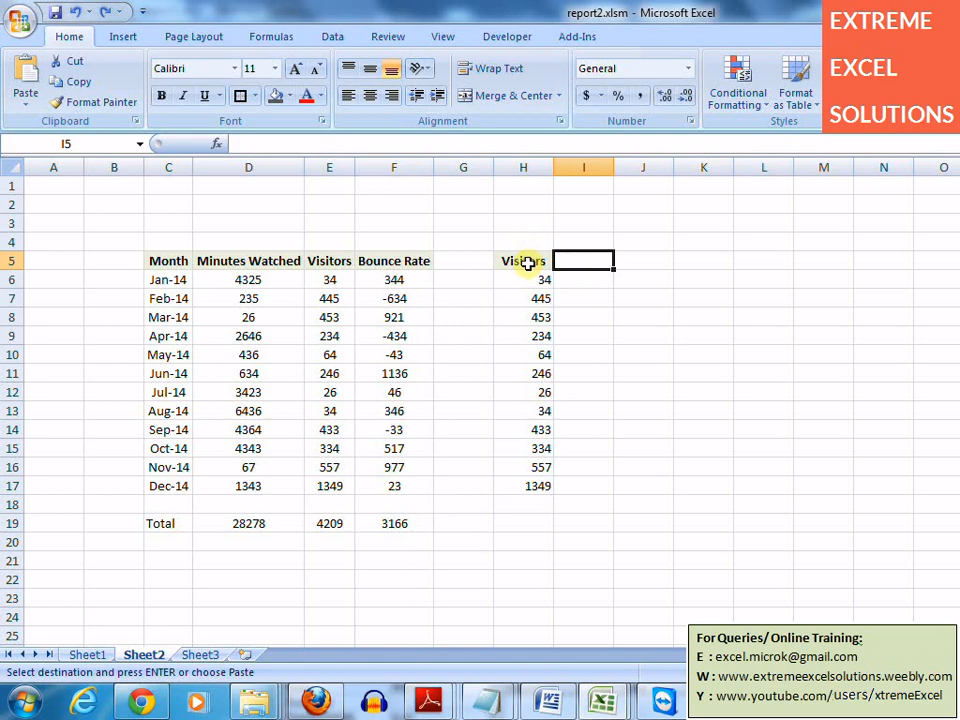 report2.xlsm - Microsoft Excel
EXTREME
EXCEL
SOLUTIONS
Home Insert Page Layout Formulas Data Review View Developer Add-Ins
Paste
Cut
Copy
Format Painter
Calibri 11
B I U
Wrap Text
Merge & Center
General
$ % ,
Conditional Formatting
Format as Table
Clipboard Font Alignment Number Styles
I5 fx
A B C D E F G H I J K L M N O
1
2
3
4
5 Month Minutes Watched Visitors Bounce Rate Visitors
6 Jan-14 4325 34 344 34
7 Feb-14 235 445 -634 445
8 Mar-14 26 453 921 453
9 Apr-14 2646 234 -434 234
10 May-14 436 64 -43 64
11 Jun-14 634 246 1136 246
12 Jul-14 3423 26 46 26
13 Aug-14 6436 34 346 34
14 Sep-14 4364 433 -33 433
15 Oct-14 4343 334 517 334
16 Nov-14 67 557 977 557
17 Dec-14 1343 1349 23 1349
18
19 Total 28278 4209 3166
20
21
22
23
24
25
Sheet1 Sheet2 Sheet3
Select destination and press ENTER or choose Paste
For Queries/ Online Training:
E : excel.microk@gmail.com
W : www.extremeexcelsolutions.weebly.com
Y : www.youtube.com/users/xtremeExcel